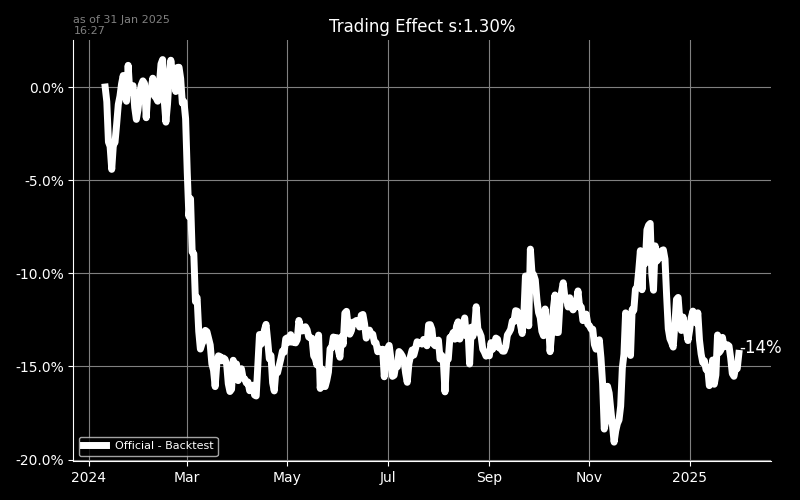 as of 31 Jan 2025
16:27
Trading Effect s:1.30%
0.0%
-5.0%
-10.0%
-15.0%
-20.0%
-14%
Official - Backtest
2024 Mar May Jul Sep Nov 2025